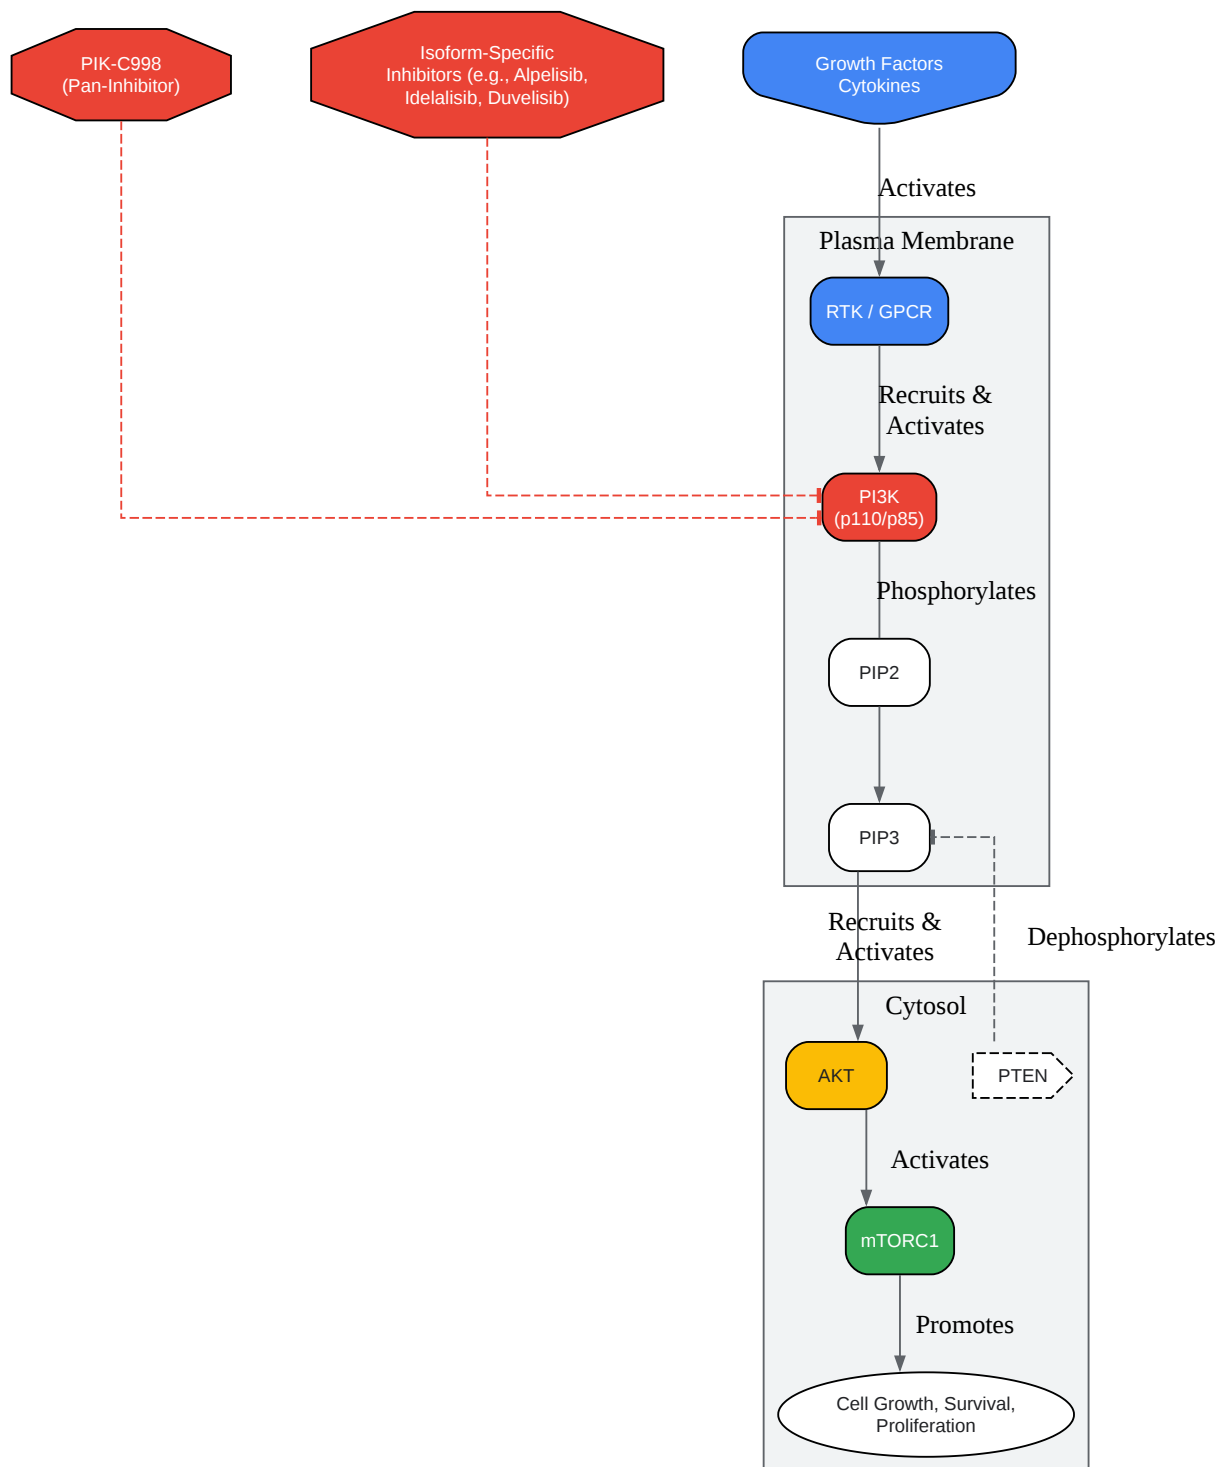 PIK-C998
(Pan-Inhibitor)
Isoform-Specific
Inhibitors (e.g., Alpelisib,
Idelalisib, Duvelisib)
Growth Factors
Cytokines
Activates
Plasma Membrane
RTK / GPCR
Recruits &
Activates
PI3K
(p110/p85)
Phosphorylates
PIP2
PIP3
Recruits &
Activates
Dephosphorylates
Cytosol
AKT
PTEN
Activates
mTORC1
Promotes
Cell Growth, Survival,
Proliferation